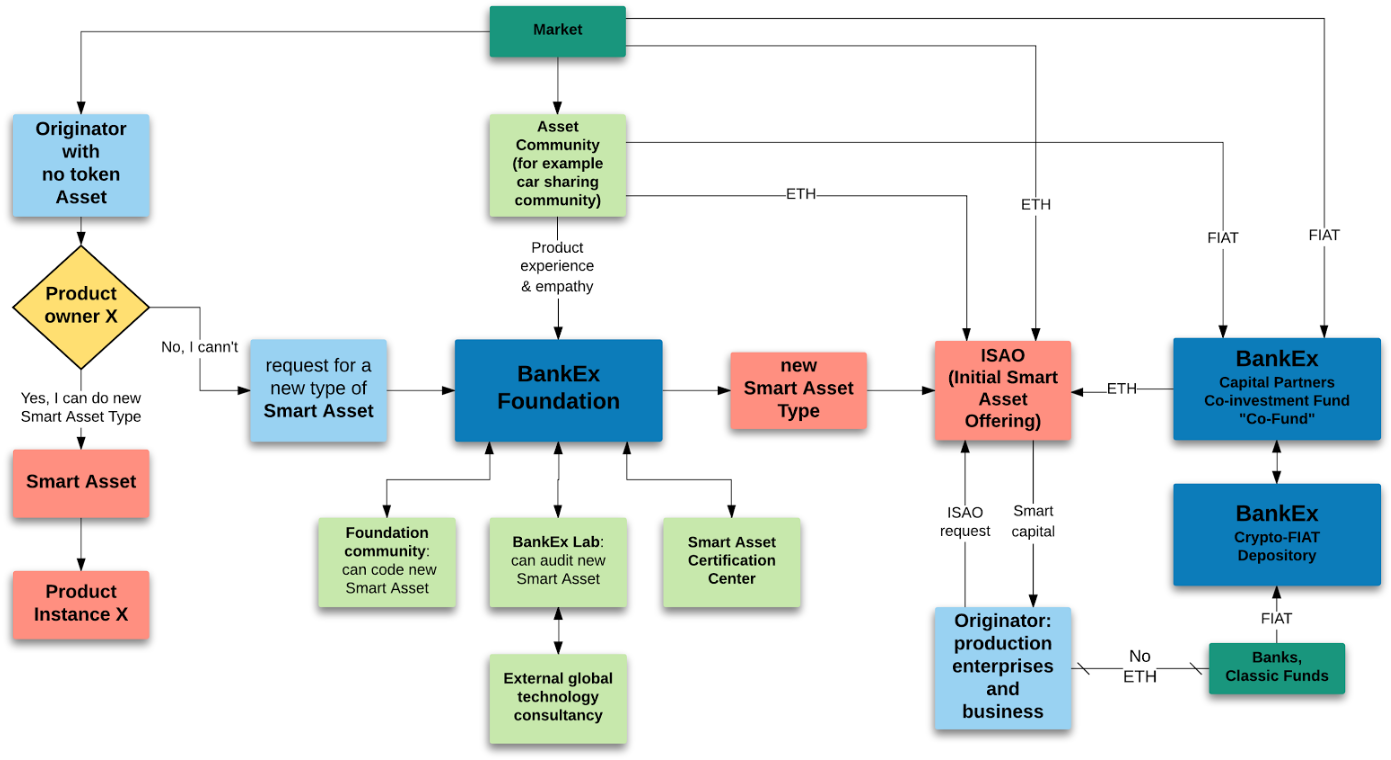 Market
Originator
with
no token
Asset
Asset
Community
(for example
car sharing
community)
ETH
ETH
FIAT
FIAT
Product
experience
& empathy
Product
owner X
No, I cann't
Yes, I can do new
Smart Asset Type
request for a
new type of
Smart Asset
BankEx
Foundation
new
Smart Asset
Type
ISAO
(Initial Smart
Asset
Offering)
ETH
BankEx
Capital Partners
Co-investment Fund
"Co-Fund"
Smart Asset
Product
Instance X
Foundation
community:
can code new
Smart Asset
BankEx Lab:
can audit new
Smart Asset
Smart Asset
Certification
Center
External global
technology
consultancy
ISAO
request
Smart
capital
BankEx
Crypto-FIAT
Depository
FIAT
Originator:
production
enterprises
and
business
No
ETH
Banks,
Classic Funds